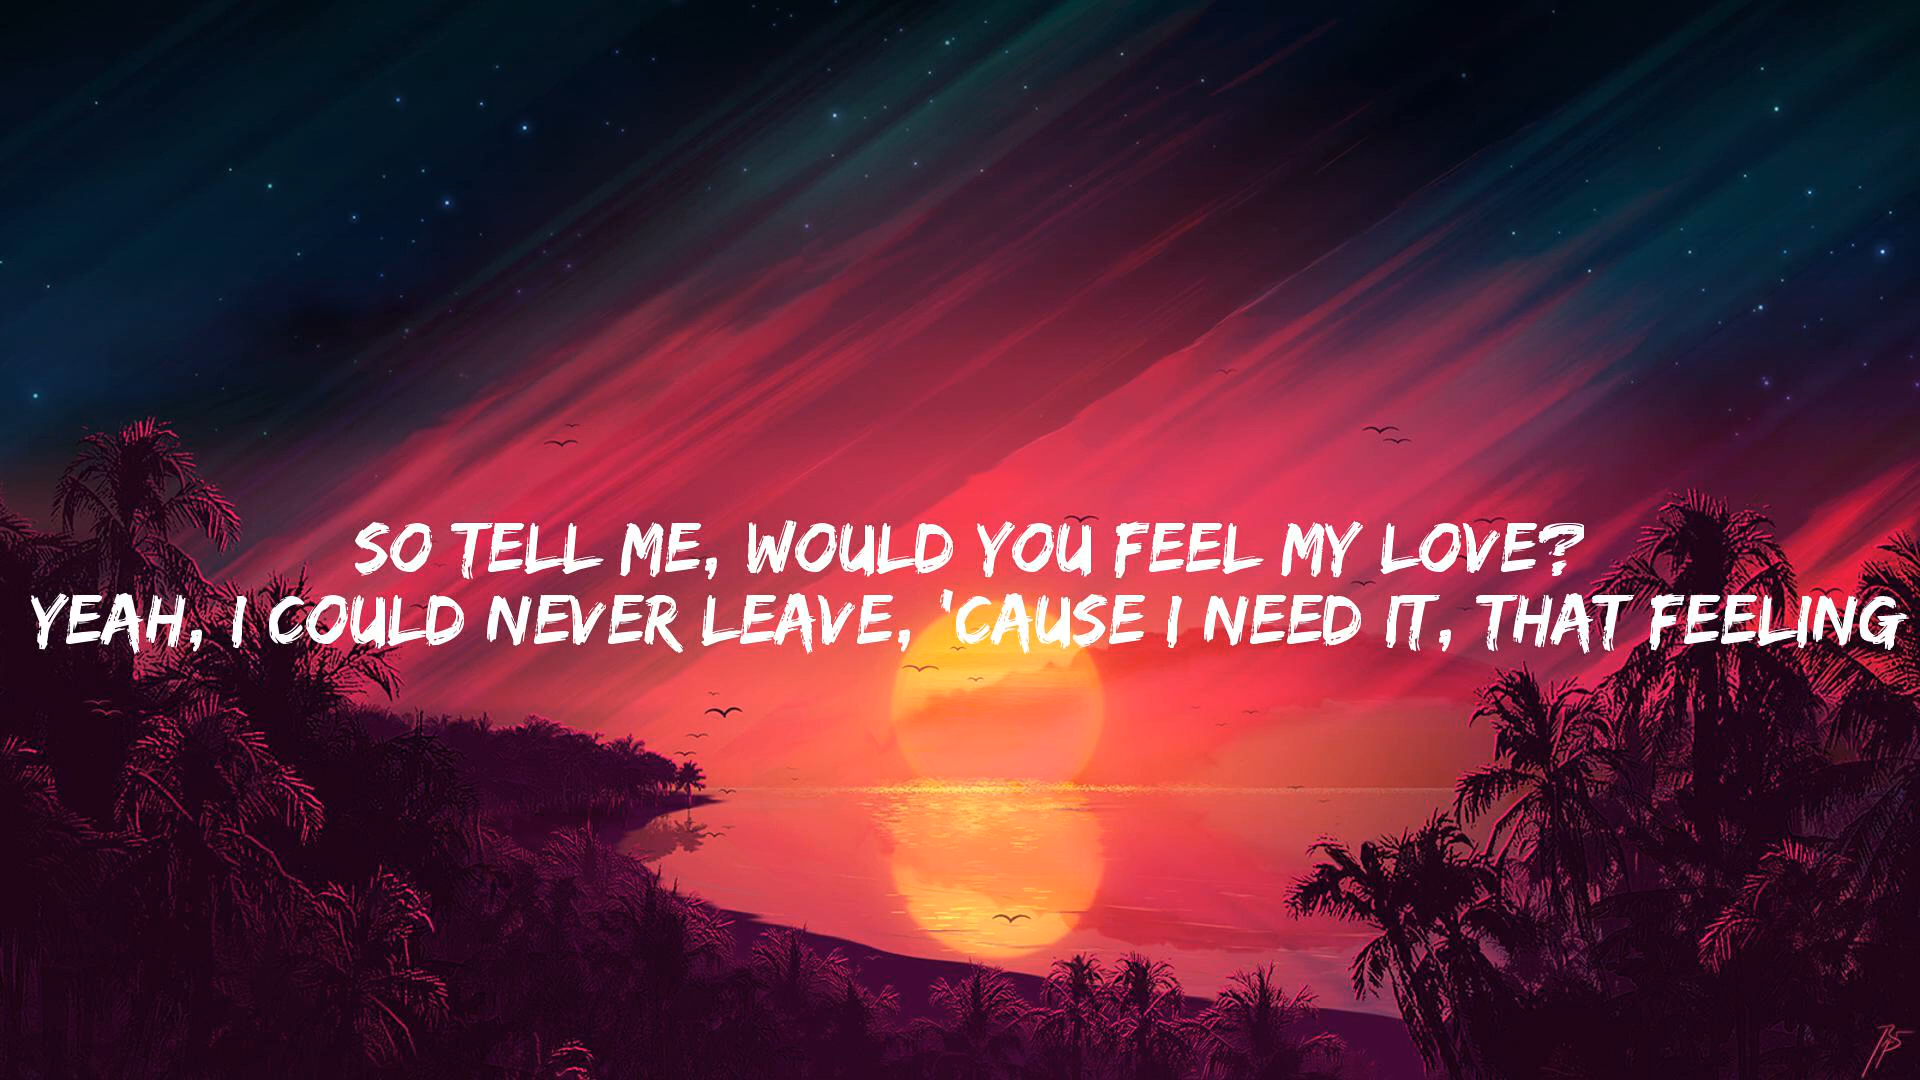 SO TELL ME, WOULD YOU FEEL MY LOVE?
YEAH, I COULD NEVER LEAVE, 'CAUSE I NEED IT, THAT FEELING